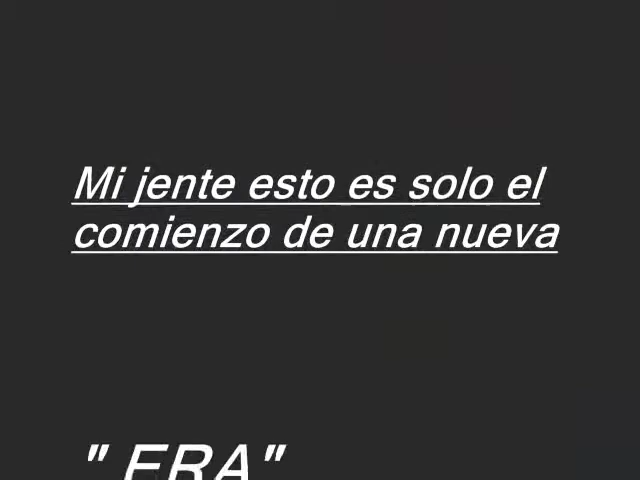 Mi jente esto es solo el
comienzo de una nueva
" ERA"